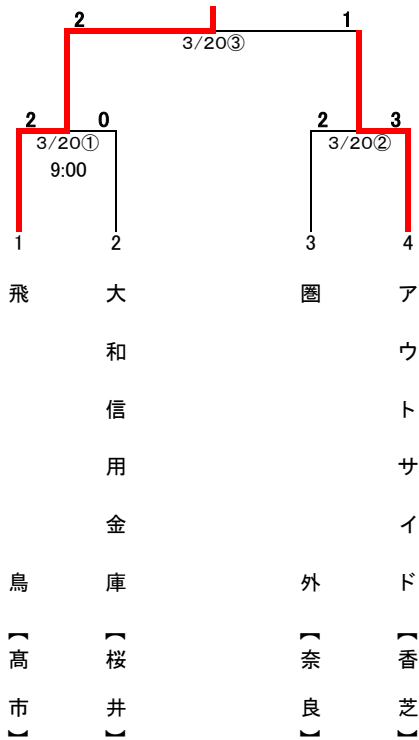 2 1
3/20③
2 0 2 3
3/20① 3/20②
9:00
1 2 3 4
飛鳥【髙市】
大和信用金庫【桜井】
圏外【奈良】
アウトサイド【香芝】